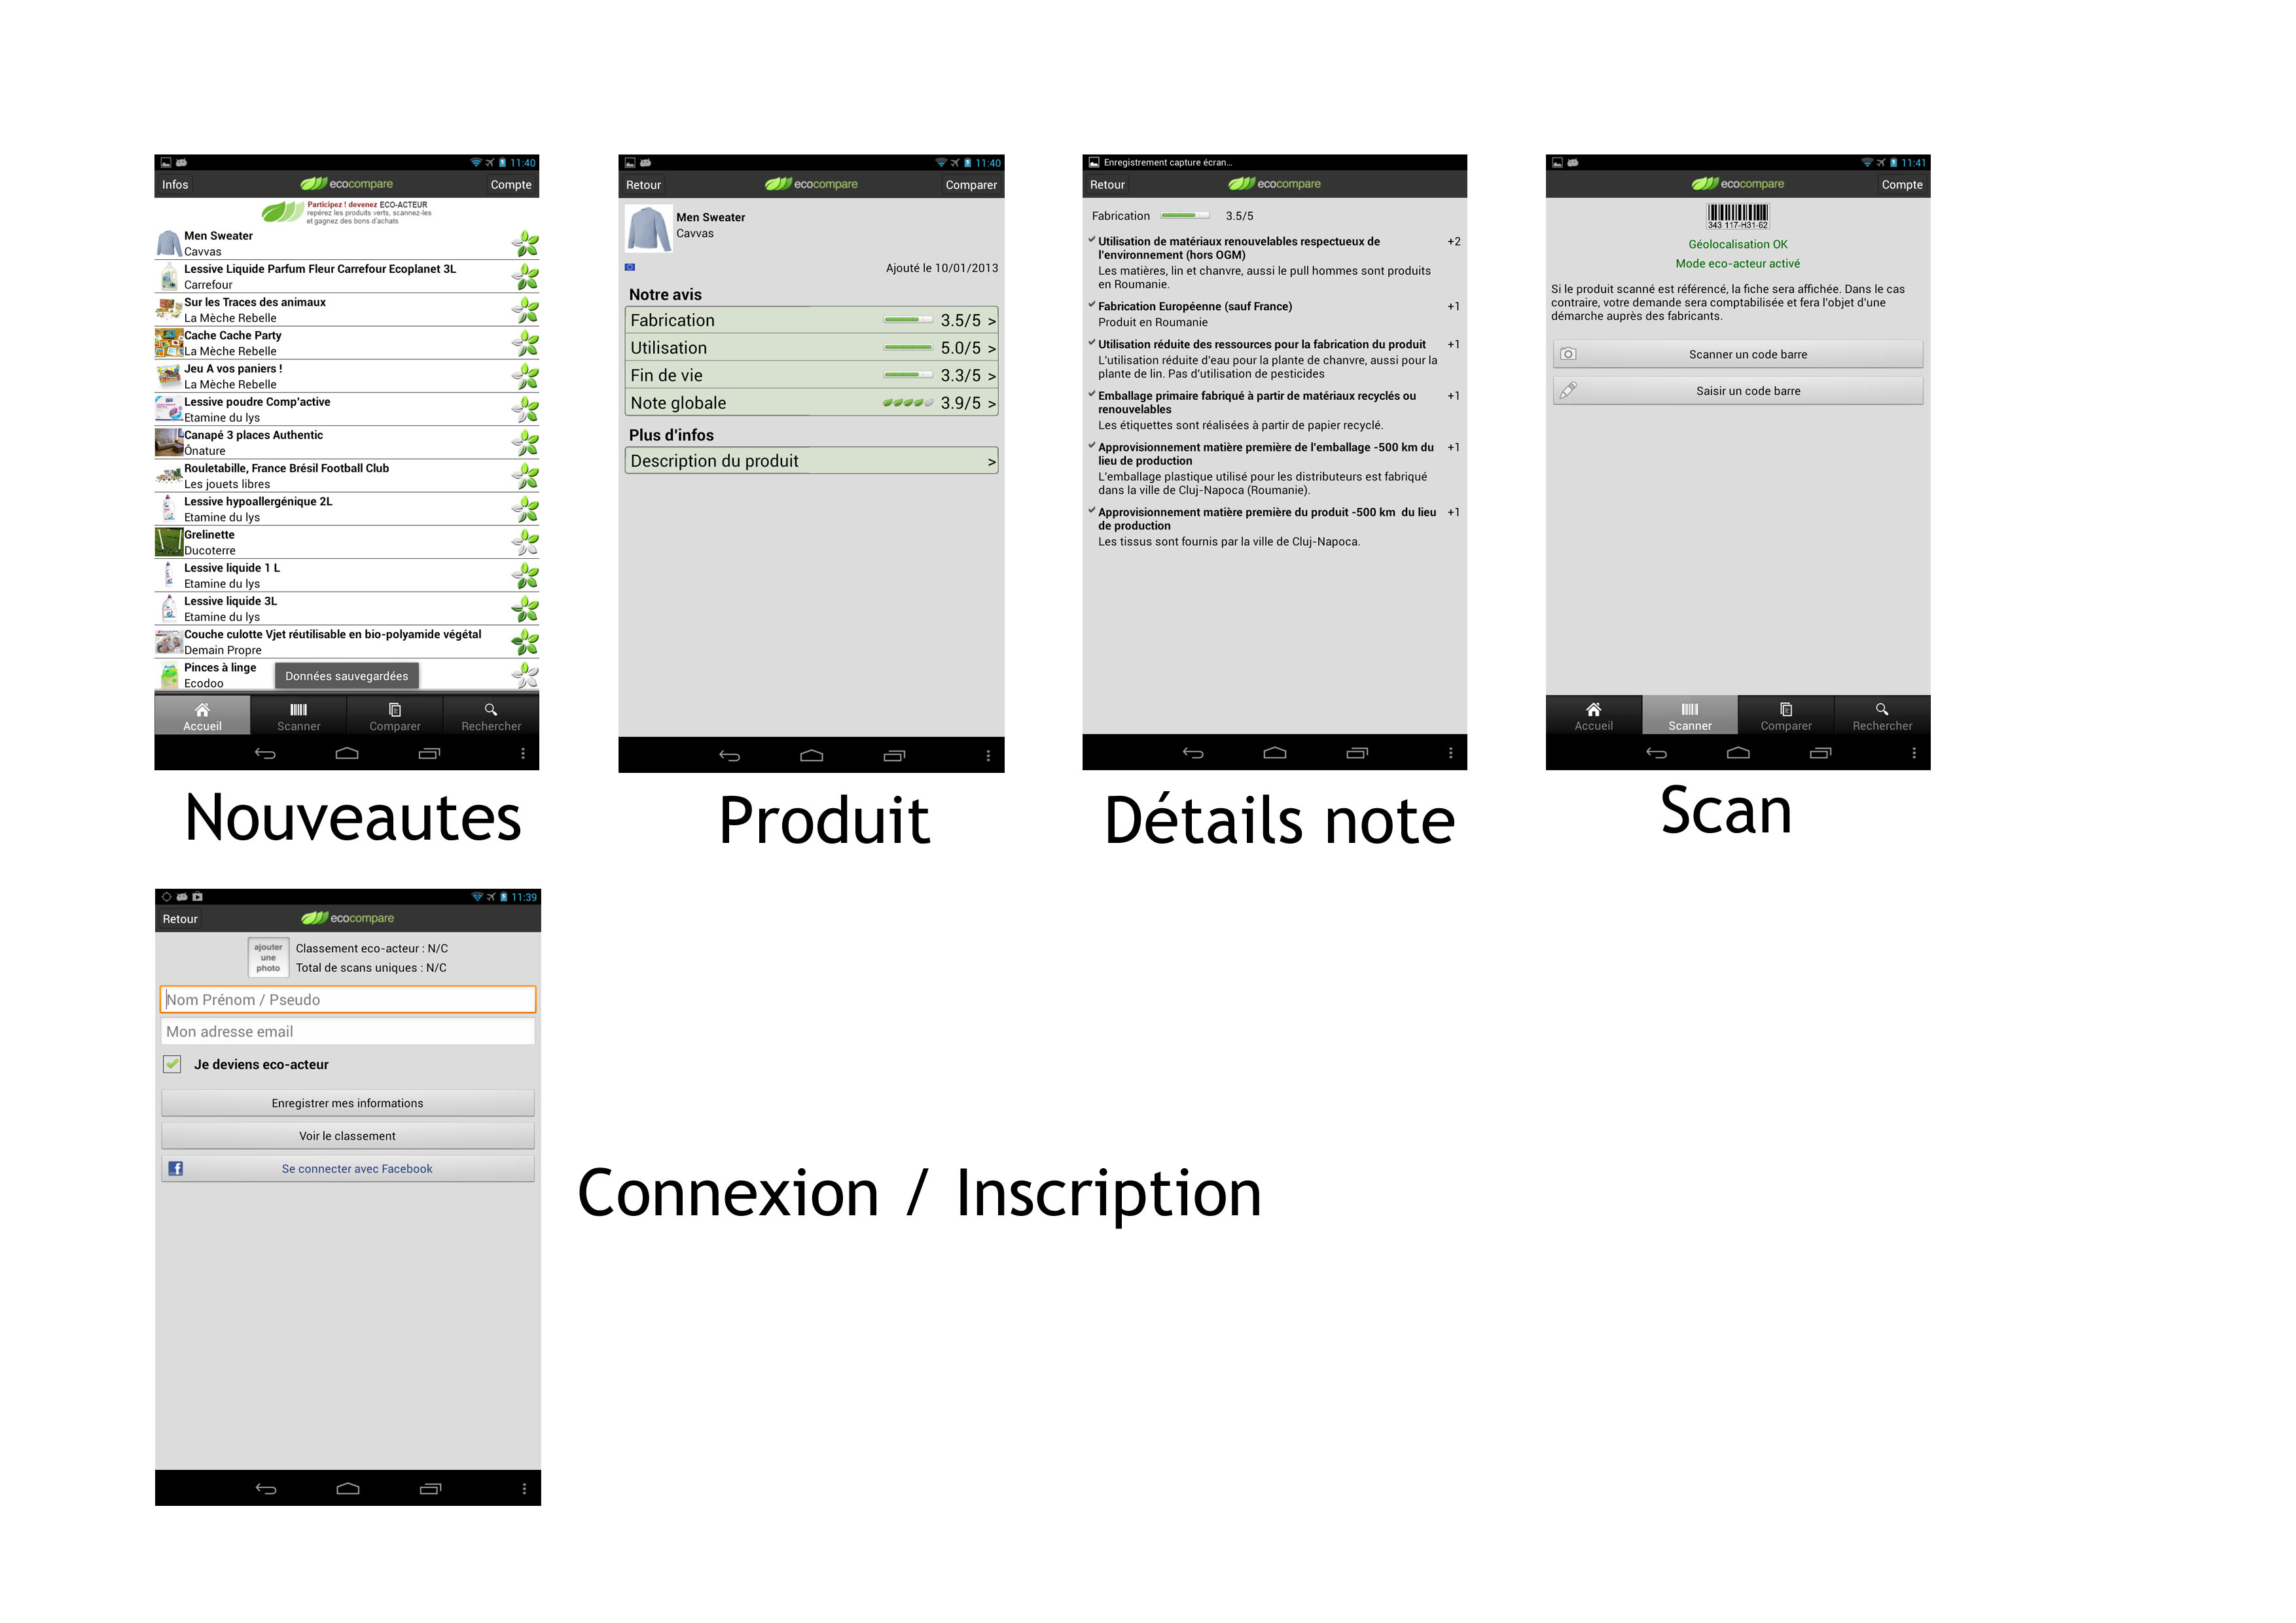 11:40
Infos
ecocompare
Compte
Participez ! devenez ECO-ACTEUR
repérez les produits verts, scannez-les
et gagnez des bons d'achats
Men Sweater
Cavvas
Lessive Liquide Parfum Fleur Carrefour Ecoplanet 3L
Carrefour
Sur les Traces des animaux
La Mèche Rebelle
Cache Cache Party
La Mèche Rebelle
Jeu A vos paniers !
La Mèche Rebelle
Lessive poudre Comp'active
Etamine du lys
Canapé 3 places Authentic
Ônature
Rouletabille, France Brésil Football Club
Les jouets libres
Lessive hypoallergénique 2L
Etamine du lys
Grelinette
Ducoterre
Lessive liquide 1 L
Etamine du lys
Lessive liquide 3L
Etamine du lys
Couche culotte Vjet réutilisable en bio-polyamide végétal
Demain Propre
Pinces à linge
Ecodoo
Données sauvegardées
Accueil
Scanner
Comparer
Rechercher
Nouveautes
11:40
Retour
ecocompare
Comparer
Men Sweater
Cavvas
Ajouté le 10/01/2013
Notre avis
Fabrication 3.5/5 >
Utilisation 5.0/5 >
Fin de vie 3.3/5 >
Note globale 3.9/5 >
Plus d'infos
Description du produit >
Produit
Enregistrement capture écran...
Retour
ecocompare
Fabrication 3.5/5
Utilisation de matériaux renouvelables respectueux de +2
l'environnement (hors OGM)
Les matières, lin et chanvre, aussi le pull hommes sont produits
en Roumanie.
Fabrication Européenne (sauf France) +1
Produit en Roumanie
Utilisation réduite des ressources pour la fabrication du produit +1
L'utilisation réduite d'eau pour la plante de chanvre, aussi pour la
plante de lin. Pas d'utilisation de pesticides
Emballage primaire fabriqué à partir de matériaux recyclés ou +1
renouvelables
Les étiquettes sont réalisées à partir de papier recyclé.
Approvisionnement matière première de l'emballage -500 km du +1
lieu de production
L'emballage plastique utilisé pour les distributeurs est fabriqué
dans la ville de Cluj-Napoca (Roumanie).
Approvisionnement matière première du produit -500 km du lieu +1
de production
Les tissus sont fournis par la ville de Cluj-Napoca.
Détails note
11:41
ecocompare
Compte
343 117-H31-62
Géolocalisation OK
Mode eco-acteur activé
Si le produit scanné est référencé, la fiche sera affichée. Dans le cas
contraire, votre demande sera comptabilisée et fera l'objet d'une
démarche auprès des fabricants.
Scanner un code barre
Saisir un code barre
Accueil
Scanner
Comparer
Rechercher
Scan
11:39
Retour
ecocompare
ajouter
une
photo
Classement eco-acteur : N/C
Total de scans uniques : N/C
Nom Prénom / Pseudo
Mon adresse email
Je deviens eco-acteur
Enregistrer mes informations
Voir le classement
f Se connecter avec Facebook
Connexion / Inscription